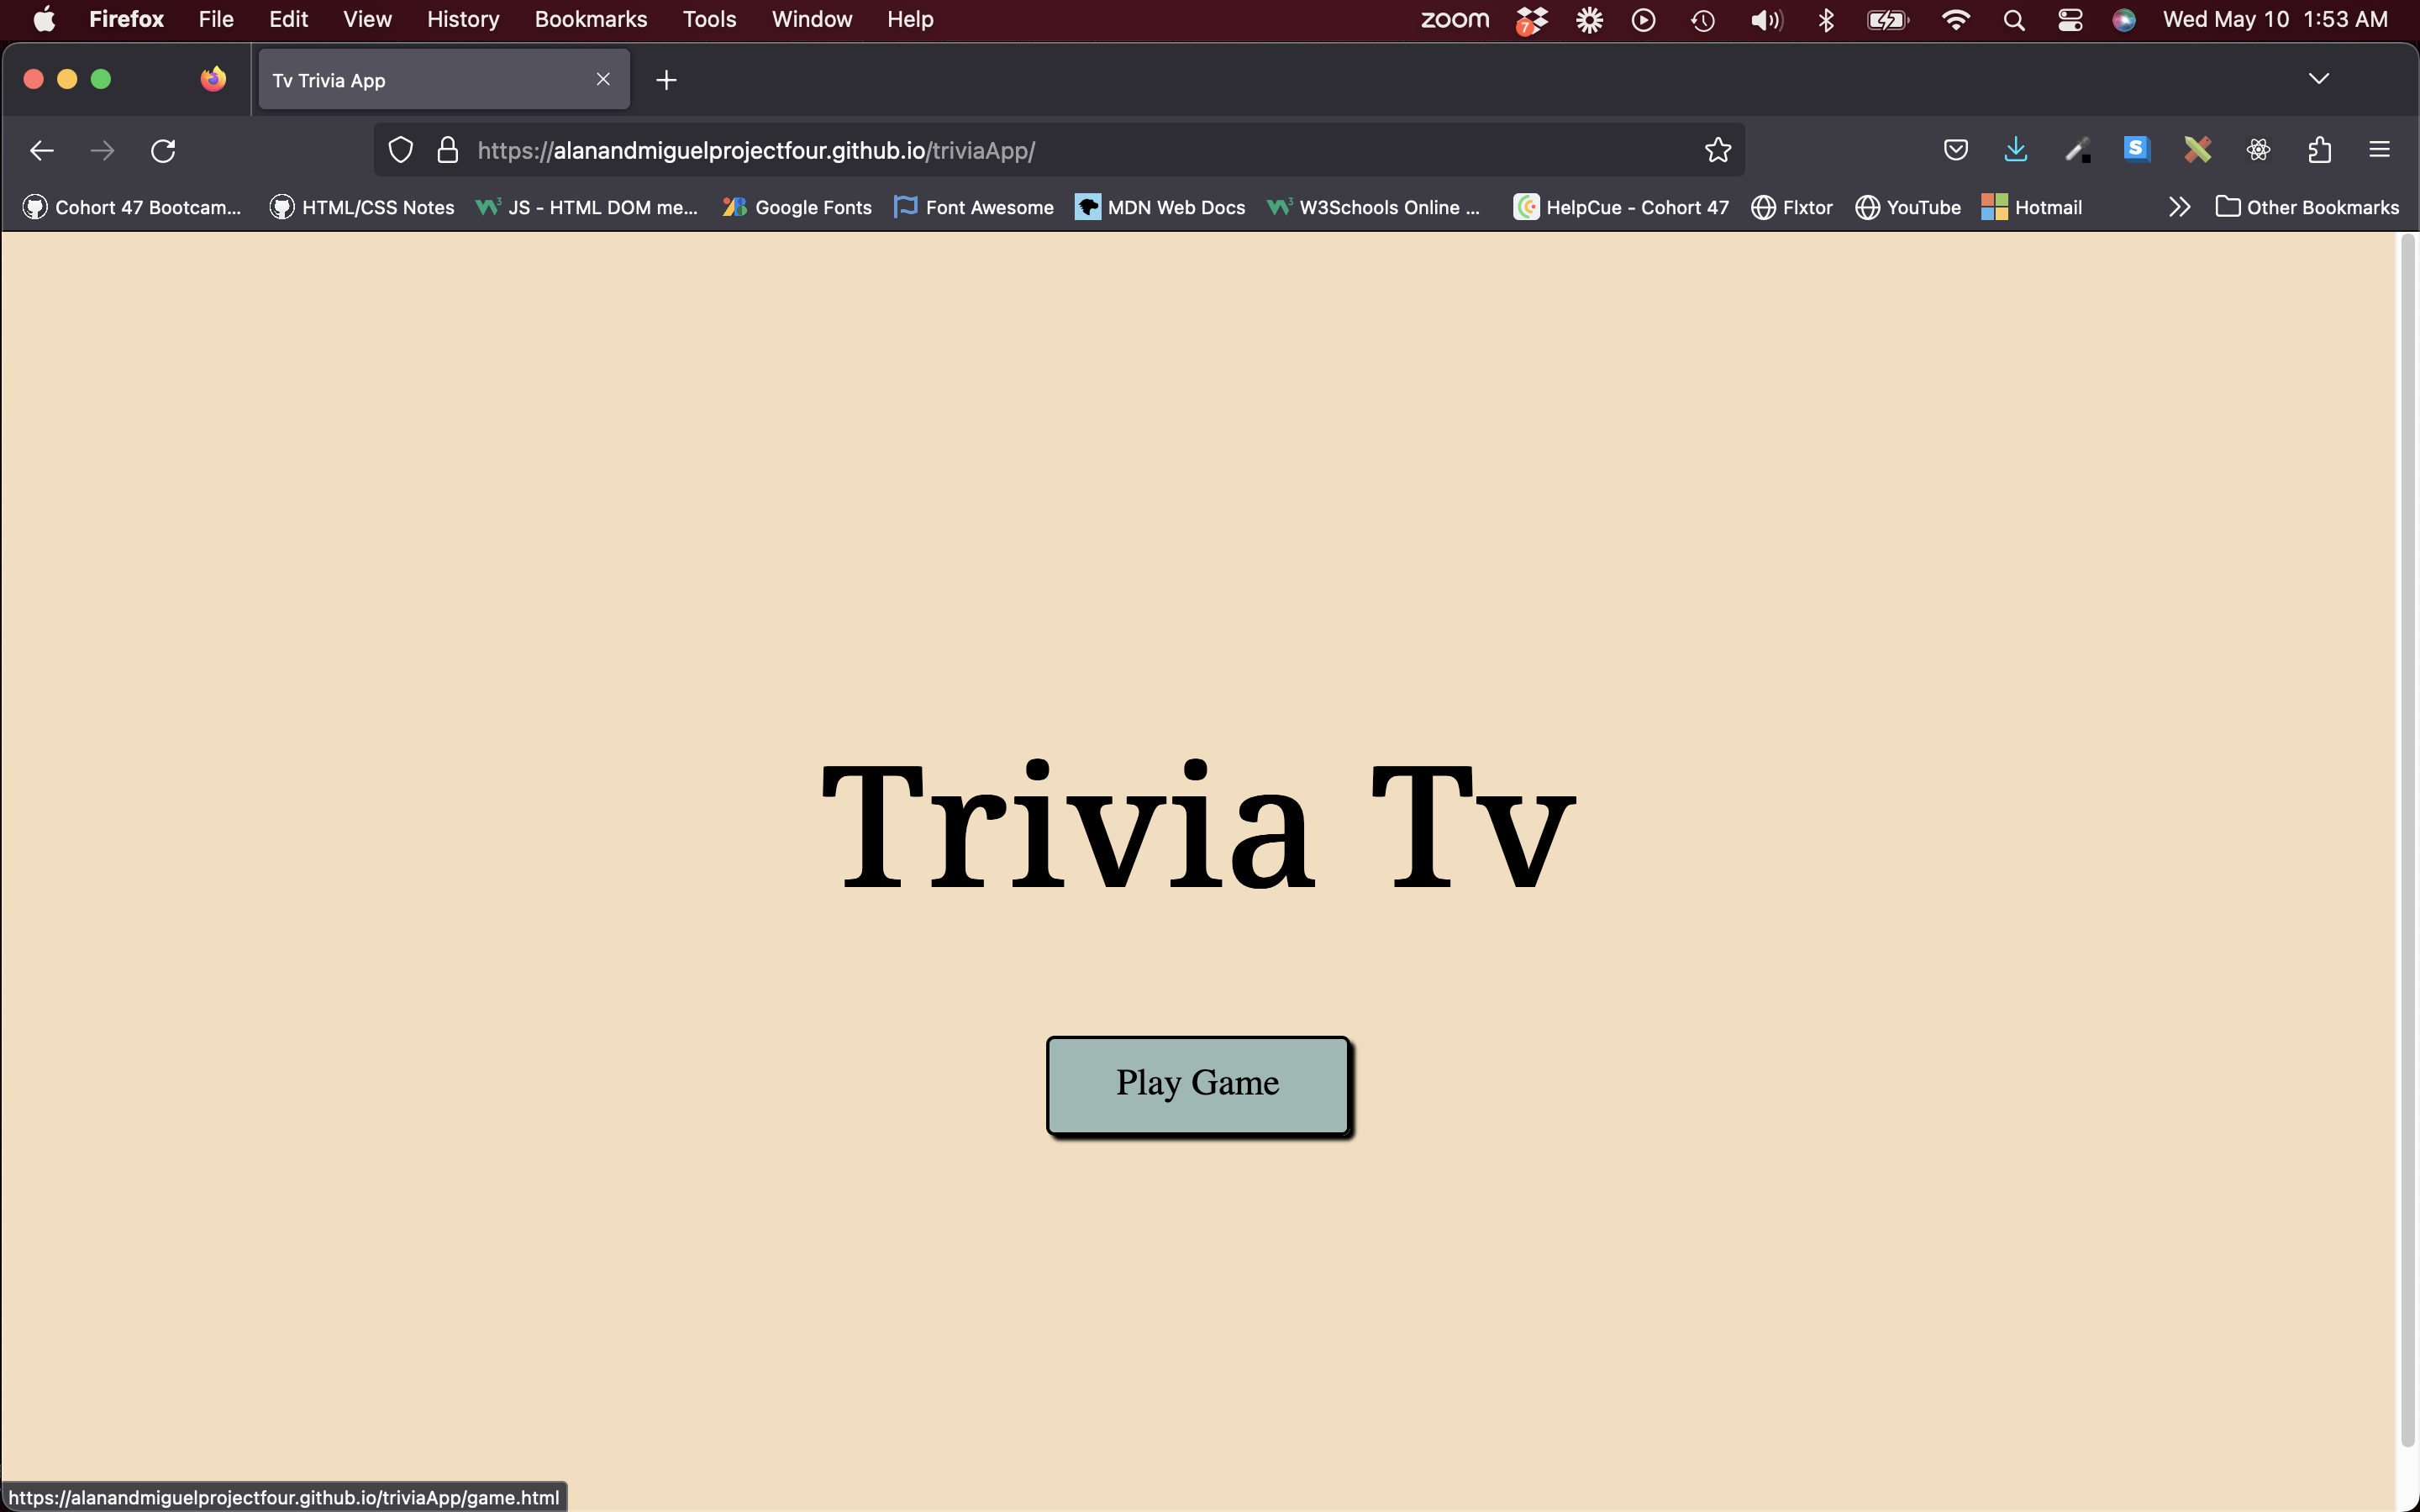 Firefox File Edit View History Bookmarks Tools Window Help zoom 7 Wed May 10 1:53 AM
Tv Trivia App
https://alanandmiguelprojectfour.github.io/triviaApp/ S
Cohort 47 Bootcam... HTML/CSS Notes JS - HTML DOM me... Google Fonts Font Awesome MDN Web Docs W3Schools Online ... HelpCue - Cohort 47 Flxtor YouTube Hotmail Other Bookmarks
Trivia Tv
Play Game
https://alanandmiguelprojectfour.github.io/triviaApp/game.html